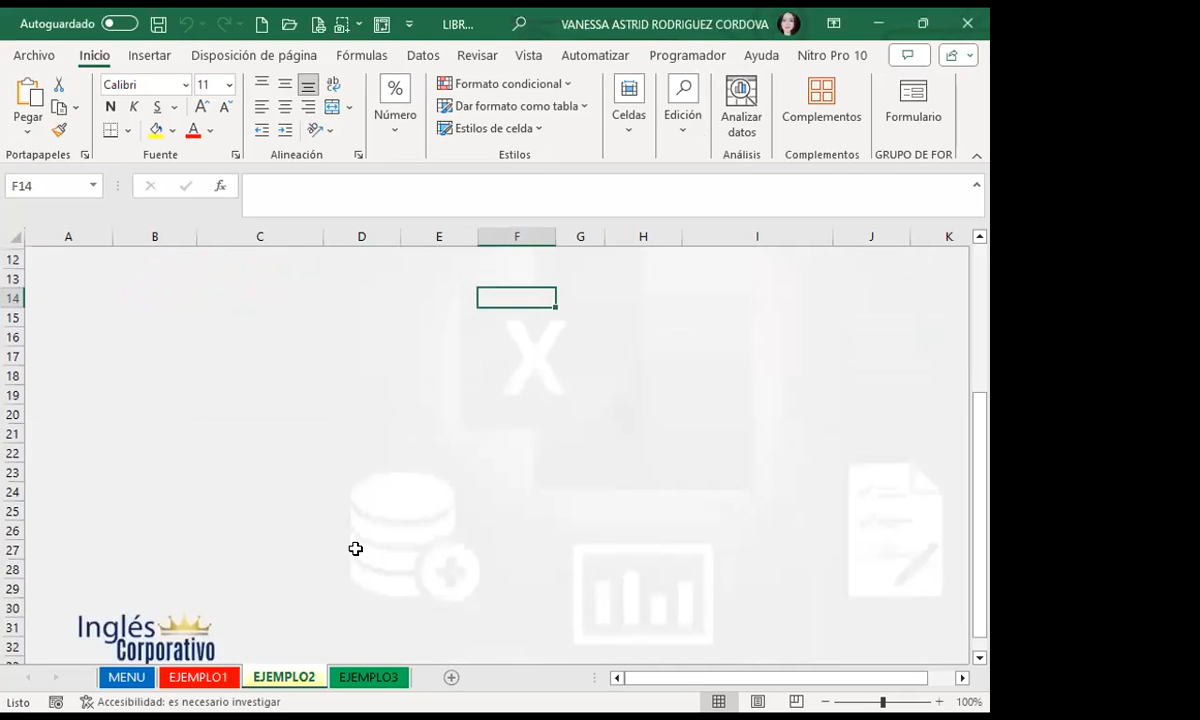 Autoguardado LIBR... VANESSA ASTRID RODRIGUEZ CORDOVA
Archivo Inicio Insertar Disposición de página Fórmulas Datos Revisar Vista Automatizar Programador Ayuda Nitro Pro 10
Calibri 11 Formato condicional
Pegar N K S Número Dar formato como tabla Celdas Edición Analizar datos Complementos Formulario
Estilos de celda
Portapapeles Fuente Alineación Estilos Análisis Complementos GRUPO DE FOR
F14 fx
A B C D E F G H I J K
12
13
14
15
16
17
18
19
20
21
22
23
24
25
26
27
28
29
30
31
32
X
Inglés
Corporativo
MENU EJEMPLO1 EJEMPLO2 EJEMPLO3
Listo Accesibilidad: es necesario investigar 100%